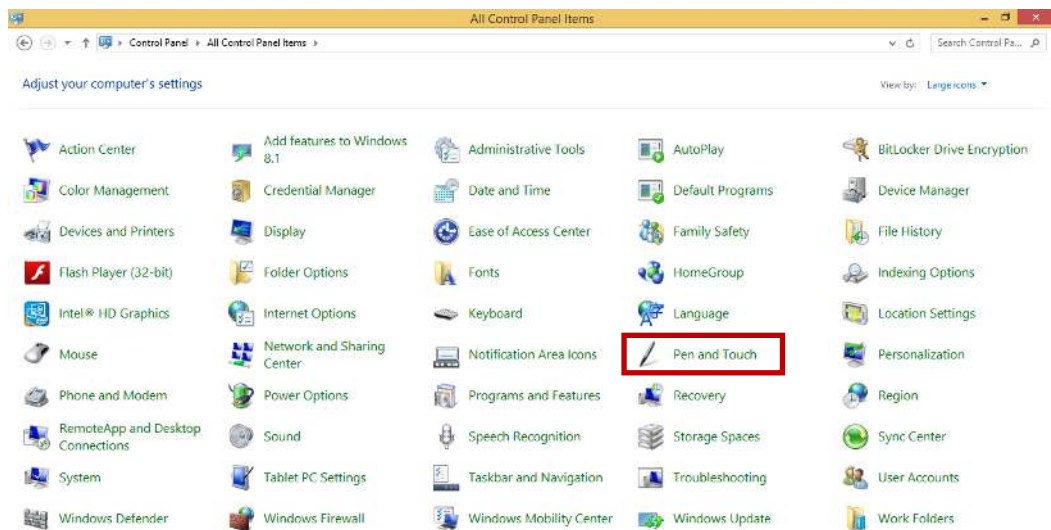 All Control Panel Items
Control Panel All Control Panel Items
Search Control Pa...
Adjust your computer's settings
View by: Large icons
Action Center
Add features to Windows
8.1
Administrative Tools
AutoPlay
BitLocker Drive Encryption
Color Management
Credential Manager
Date and Time
Default Programs
Device Manager
Devices and Printers
Display
Ease of Access Center
Family Safety
File History
Flash Player (32-bit)
Folder Options
Fonts
HomeGroup
Indexing Options
Intel® HD Graphics
Internet Options
Keyboard
Language
Location Settings
Mouse
Network and Sharing
Center
Notification Area Icons
Pen and Touch
Personalization
Phone and Modem
Power Options
Programs and Features
Recovery
Region
RemoteApp and Desktop
Connections
Sound
Speech Recognition
Storage Spaces
Sync Center
System
Tablet PC Settings
Taskbar and Navigation
Troubleshooting
User Accounts
Windows Defender
Windows Firewall
Windows Mobility Center
Windows Update
Work Folders